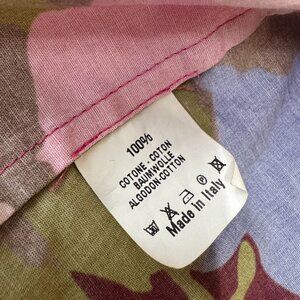 100%
COTONE - COTON
BAUMWOLLE
ALGODON-COTTON
Made in Italy